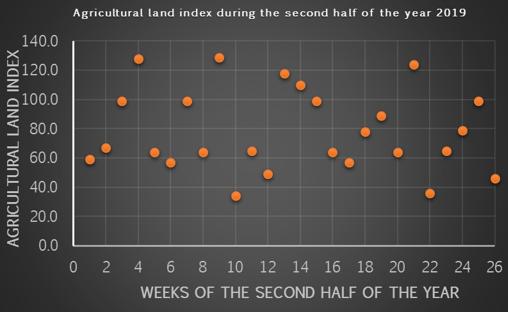 Agricultural land index during the second half of the year 2019
140.0
120.0
100.0
80.0
60.0
40.0
20.0
0.0
AGRICULTURAL LAND INDEX
0 2 4 6 8 10 12 14 16 18 20 22 24 26
WEEKS OF THE SECOND HALF OF THE YEAR